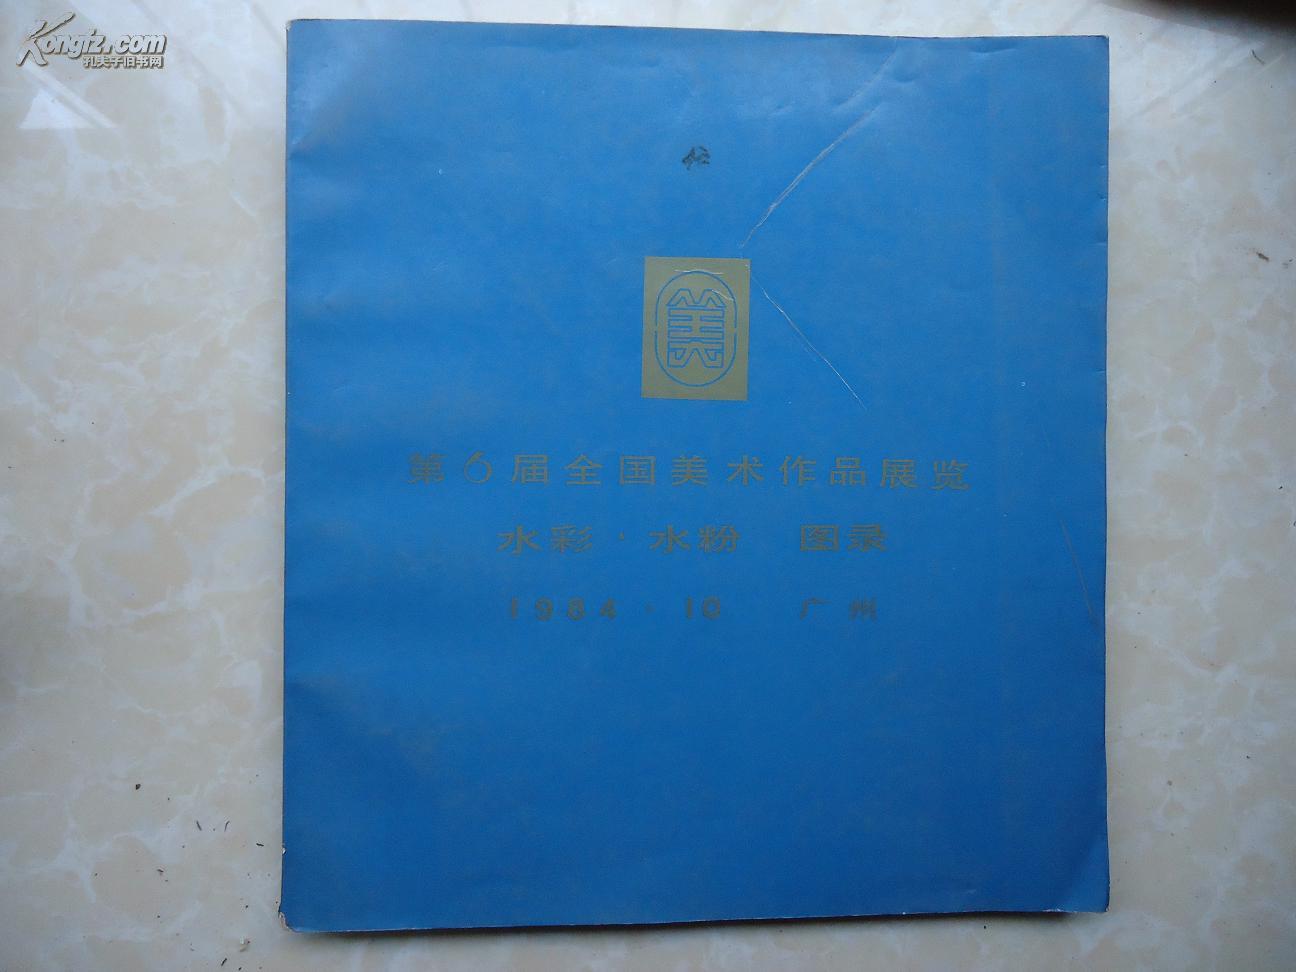 Kongfz.com
孔夫子旧书网
美
第6届全国美术作品展览
水彩·水粉 图录
1984·10 广州